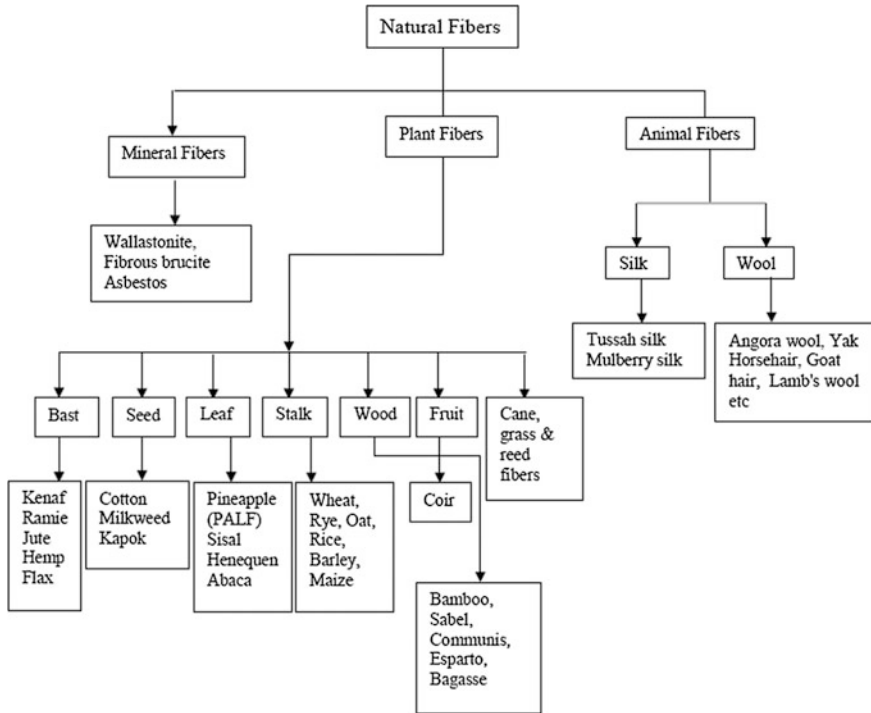 Natural Fibers
Mineral Fibers
Plant Fibers
Animal Fibers
Wallastonite,
Fibrous brucite
Asbestos
Silk
Wool
Tussah silk
Mulberry silk
Angora wool, Yak
Horsehair, Goat
hair, Lamb's wool
etc
Bast
Seed
Leaf
Stalk
Wood
Fruit
Cane,
grass &
reed
fibers
Kenaf
Ramie
Jute
Hemp
Flax
Cotton
Milkweed
Kapok
Pineapple
(PALF)
Sisal
Henequen
Abaca
Wheat,
Rye, Oat,
Rice,
Barley,
Maize
Coir
Bamboo,
Sabel,
Communis,
Esparto,
Bagasse